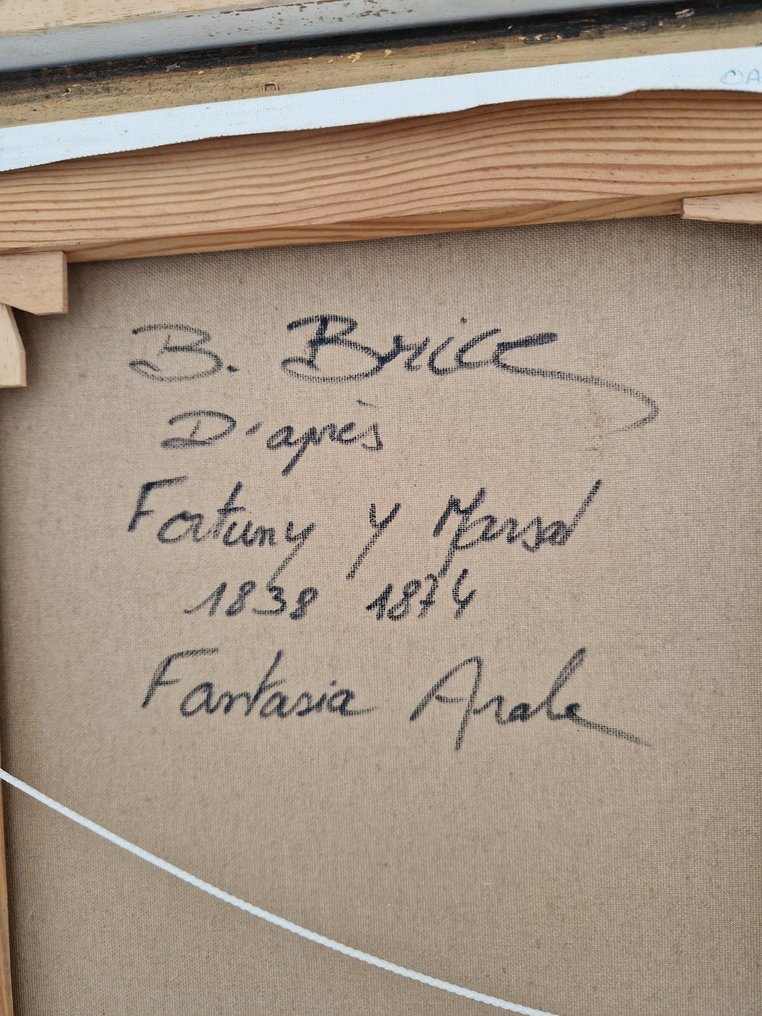 ©A
B. Brice
D'après
Fortuny y Marsal
1838 1874
Fantasia Arabe